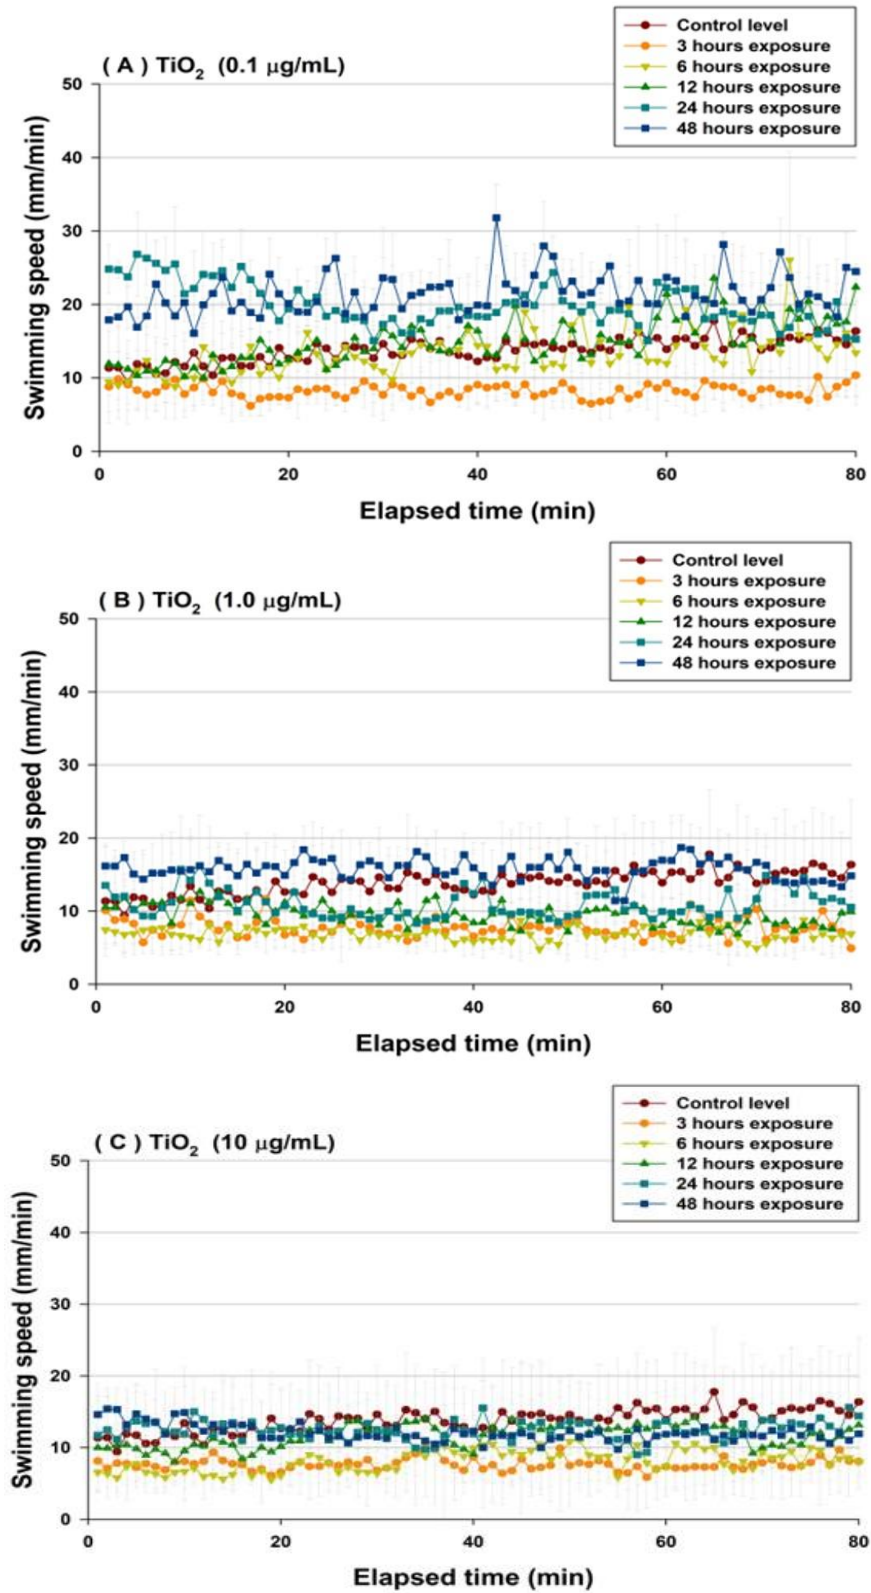 Control level
3 hours exposure
6 hours exposure
12 hours exposure
24 hours exposure
48 hours exposure
( A ) TiO2 (0.1 μg/mL)
50
40
30
20
10
0
Swimming speed (mm/min)
0 20 40 60 80
Elapsed time (min)
Control level
3 hours exposure
6 hours exposure
12 hours exposure
24 hours exposure
48 hours exposure
( B ) TiO2 (1.0 μg/mL)
50
40
30
20
10
0
Swimming speed (mm/min)
0 20 40 60 80
Elapsed time (min)
Control level
3 hours exposure
6 hours exposure
12 hours exposure
24 hours exposure
48 hours exposure
( C ) TiO2 (10 μg/mL)
50
40
30
20
10
0
Swimming speed (mm/min)
0 20 40 60 80
Elapsed time (min)